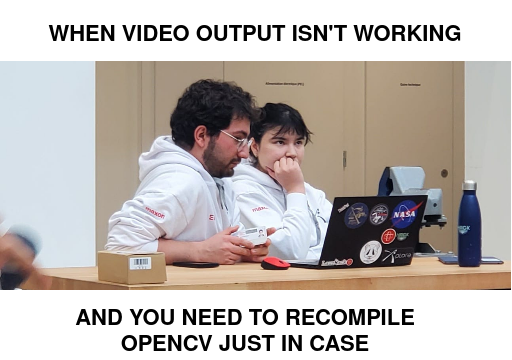 WHEN VIDEO OUTPUT ISN'T WORKING
NASA
AND YOU NEED TO RECOMPILE
OPENCV JUST IN CASE